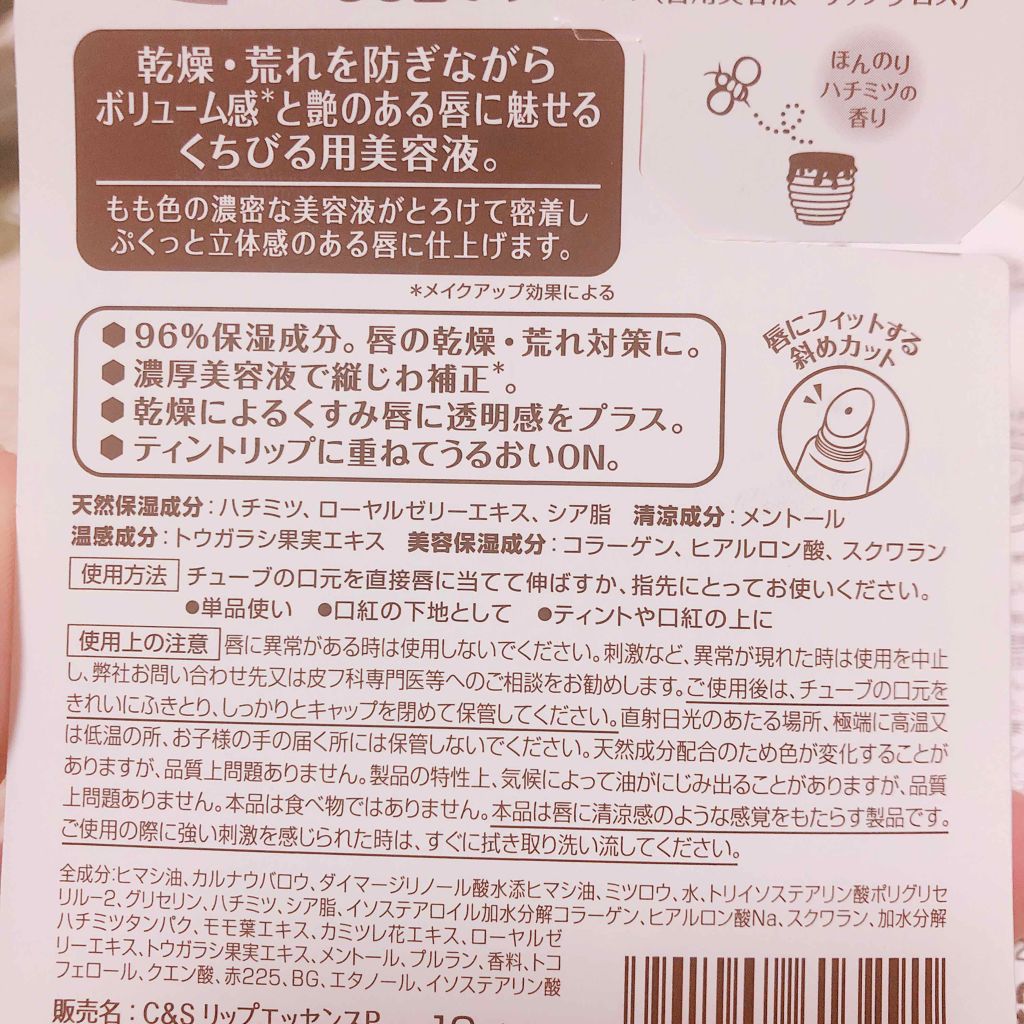 乾燥・荒れを防ぎながら
ボリューム感*と艶のある唇に魅せる
くちびる用美容液。
もも色の濃密な美容液がとろけて密着し
ぷくっと立体感のある唇に仕上げます。
*メイクアップ効果による
ほんのり
ハチミツの
香り
●96%保湿成分。唇の乾燥・荒れ対策に。
●濃厚美容液で縦じわ補正*。
●乾燥によるくすみ唇に透明感をプラス。
●ティントリップに重ねてうるおいON。
唇にフィットする
斜めカット
天然保湿成分:ハチミツ、ローヤルゼリーエキス、シア脂 清涼成分:メントール
温感成分:トウガラシ果実エキス 美容保湿成分:コラーゲン、ヒアルロン酸、スクワラン
使用方法 チューブの口元を直接唇に当てて伸ばすか、指先にとってお使いください。
●単品使い ●口紅の下地として ●ティントや口紅の上に
使用上の注意 唇に異常がある時は使用しないでください。刺激など、異常が現れた時は使用を中止
し、弊社お問い合わせ先又は皮フ科専門医等へのご相談をお勧めします。ご使用後は、チューブの口元を
きれいにふきとり、しっかりとキャップを閉めて保管してください。直射日光のあたる場所、極端に高温又
は低温の所、お子様の手の届く所には保管しないでください。天然成分配合のため色が変化することが
ありますが、品質上問題ありません。製品の特性上、気候によって油がにじみ出ることがありますが、品質
上問題ありません。本品は食べ物ではありません。本品は唇に清涼感のような感覚をもたらす製品です。
ご使用の際に強い刺激を感じられた時は、すぐに拭き取り洗い流してください。
全成分:ヒマシ油、カルナウバロウ、ダイマージリノール酸水添ヒマシ油、ミツロウ、水、トリイソステアリン酸ポリグリセ
リル-2、グリセリン、ハチミツ、シア脂、イソステアロイル加水分解コラーゲン、ヒアルロン酸Na、スクワラン、加水分解
ハチミツタンパク、モモ葉エキス、カミツレ花エキス、ローヤルゼ
リーエキス、トウガラシ果実エキス、メントール、プルラン、香料、トコ
フェロール、クエン酸、赤225、BG、エタノール、イソステアリン酸
販売名:C&S リップエッセンスP